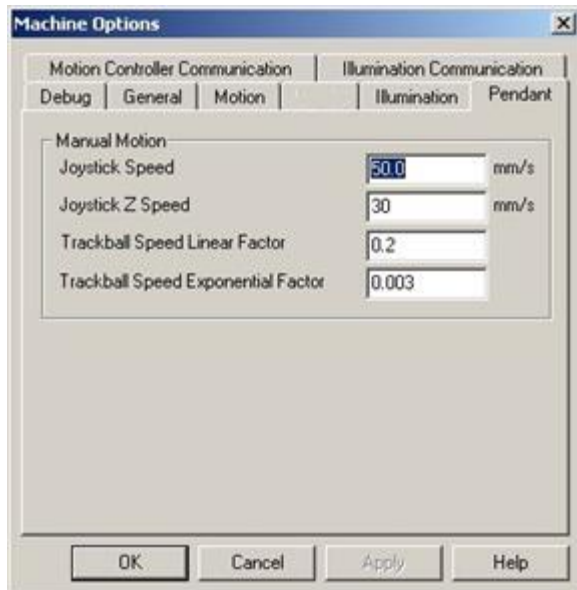 Machine Options
Motion Controller Communication Illumination Communication
Debug General Motion Illumination Pendant
Manual Motion
Joystick Speed 50.0 mm/s
Joystick Z Speed 30 mm/s
Trackball Speed Linear Factor 0.2
Trackball Speed Exponential Factor 0.003
OK Cancel Apply Help